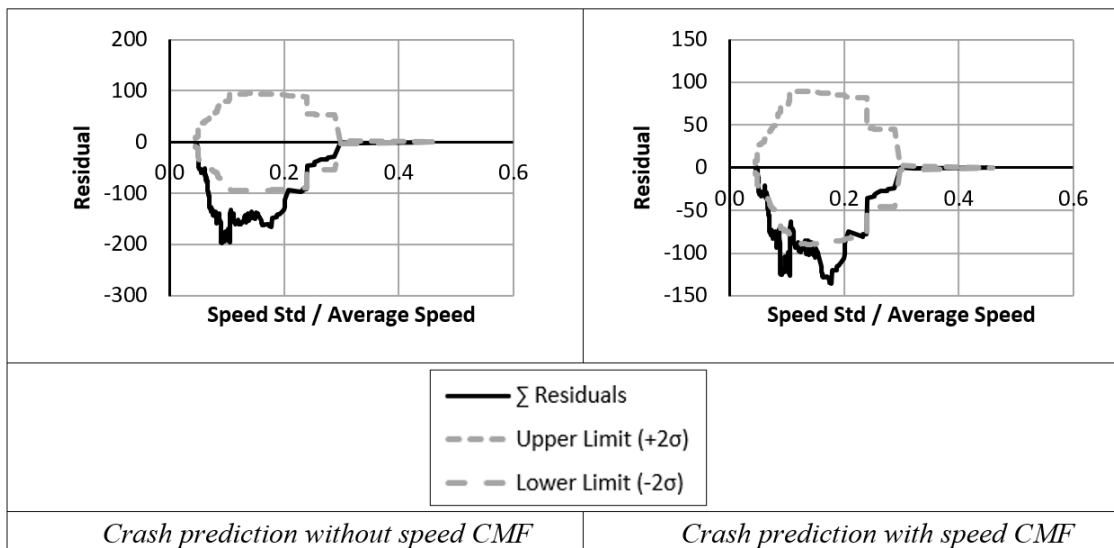 200
100
0
-100
-200
-300
0.0
0.2
0.4
0.6
Residual
Speed Std / Average Speed
150
100
50
0
-50
-100
-150
0.0
0.2
0.4
0.6
Residual
Speed Std / Average Speed
∑ Residuals
Upper Limit (+2σ)
Lower Limit (-2σ)
Crash prediction without speed CMF
Crash prediction with speed CMF